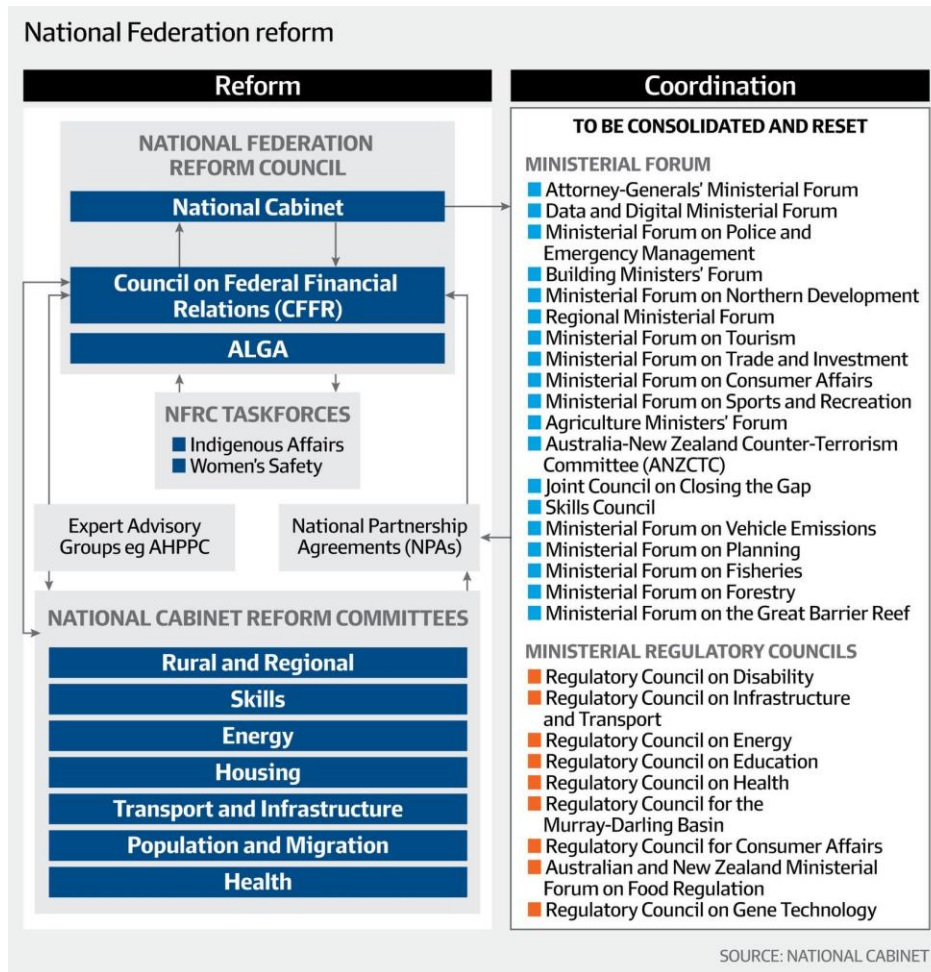 National Federation reform
Reform
NATIONAL FEDERATION
REFORM COUNCIL
National Cabinet
Council on Federal Financial
Relations (CFFR)
ALGA
NFRC TASKFORCES
Indigenous Affairs
Women's Safety
Expert Advisory
Groups eg AHPPC
National Partnership
Agreements (NPAs)
NATIONAL CABINET REFORM COMMITTEES
Rural and Regional
Skills
Energy
Housing
Transport and Infrastructure
Population and Migration
Health
Coordination
TO BE CONSOLIDATED AND RESET
MINISTERIAL FORUM
Attorney-Generals' Ministerial Forum
Data and Digital Ministerial Forum
Ministerial Forum on Police and
Emergency Management
Building Ministers' Forum
Ministerial Forum on Northern Development
Regional Ministerial Forum
Ministerial Forum on Tourism
Ministerial Forum on Trade and Investment
Ministerial Forum on Consumer Affairs
Ministerial Forum on Sports and Recreation
Agriculture Ministers' Forum
Australia-New Zealand Counter-Terrorism
Committee (ANZCTC)
Joint Council on Closing the Gap
Skills Council
Ministerial Forum on Vehicle Emissions
Ministerial Forum on Planning
Ministerial Forum on Fisheries
Ministerial Forum on Forestry
Ministerial Forum on the Great Barrier Reef
MINISTERIAL REGULATORY COUNCILS
Regulatory Council on Disability
Regulatory Council on Infrastructure
and Transport
Regulatory Council on Energy
Regulatory Council on Education
Regulatory Council on Health
Regulatory Council for the
Murray-Darling Basin
Regulatory Council for Consumer Affairs
Australian and New Zealand Ministerial
Forum on Food Regulation
Regulatory Council on Gene Technology
SOURCE: NATIONAL CABINET